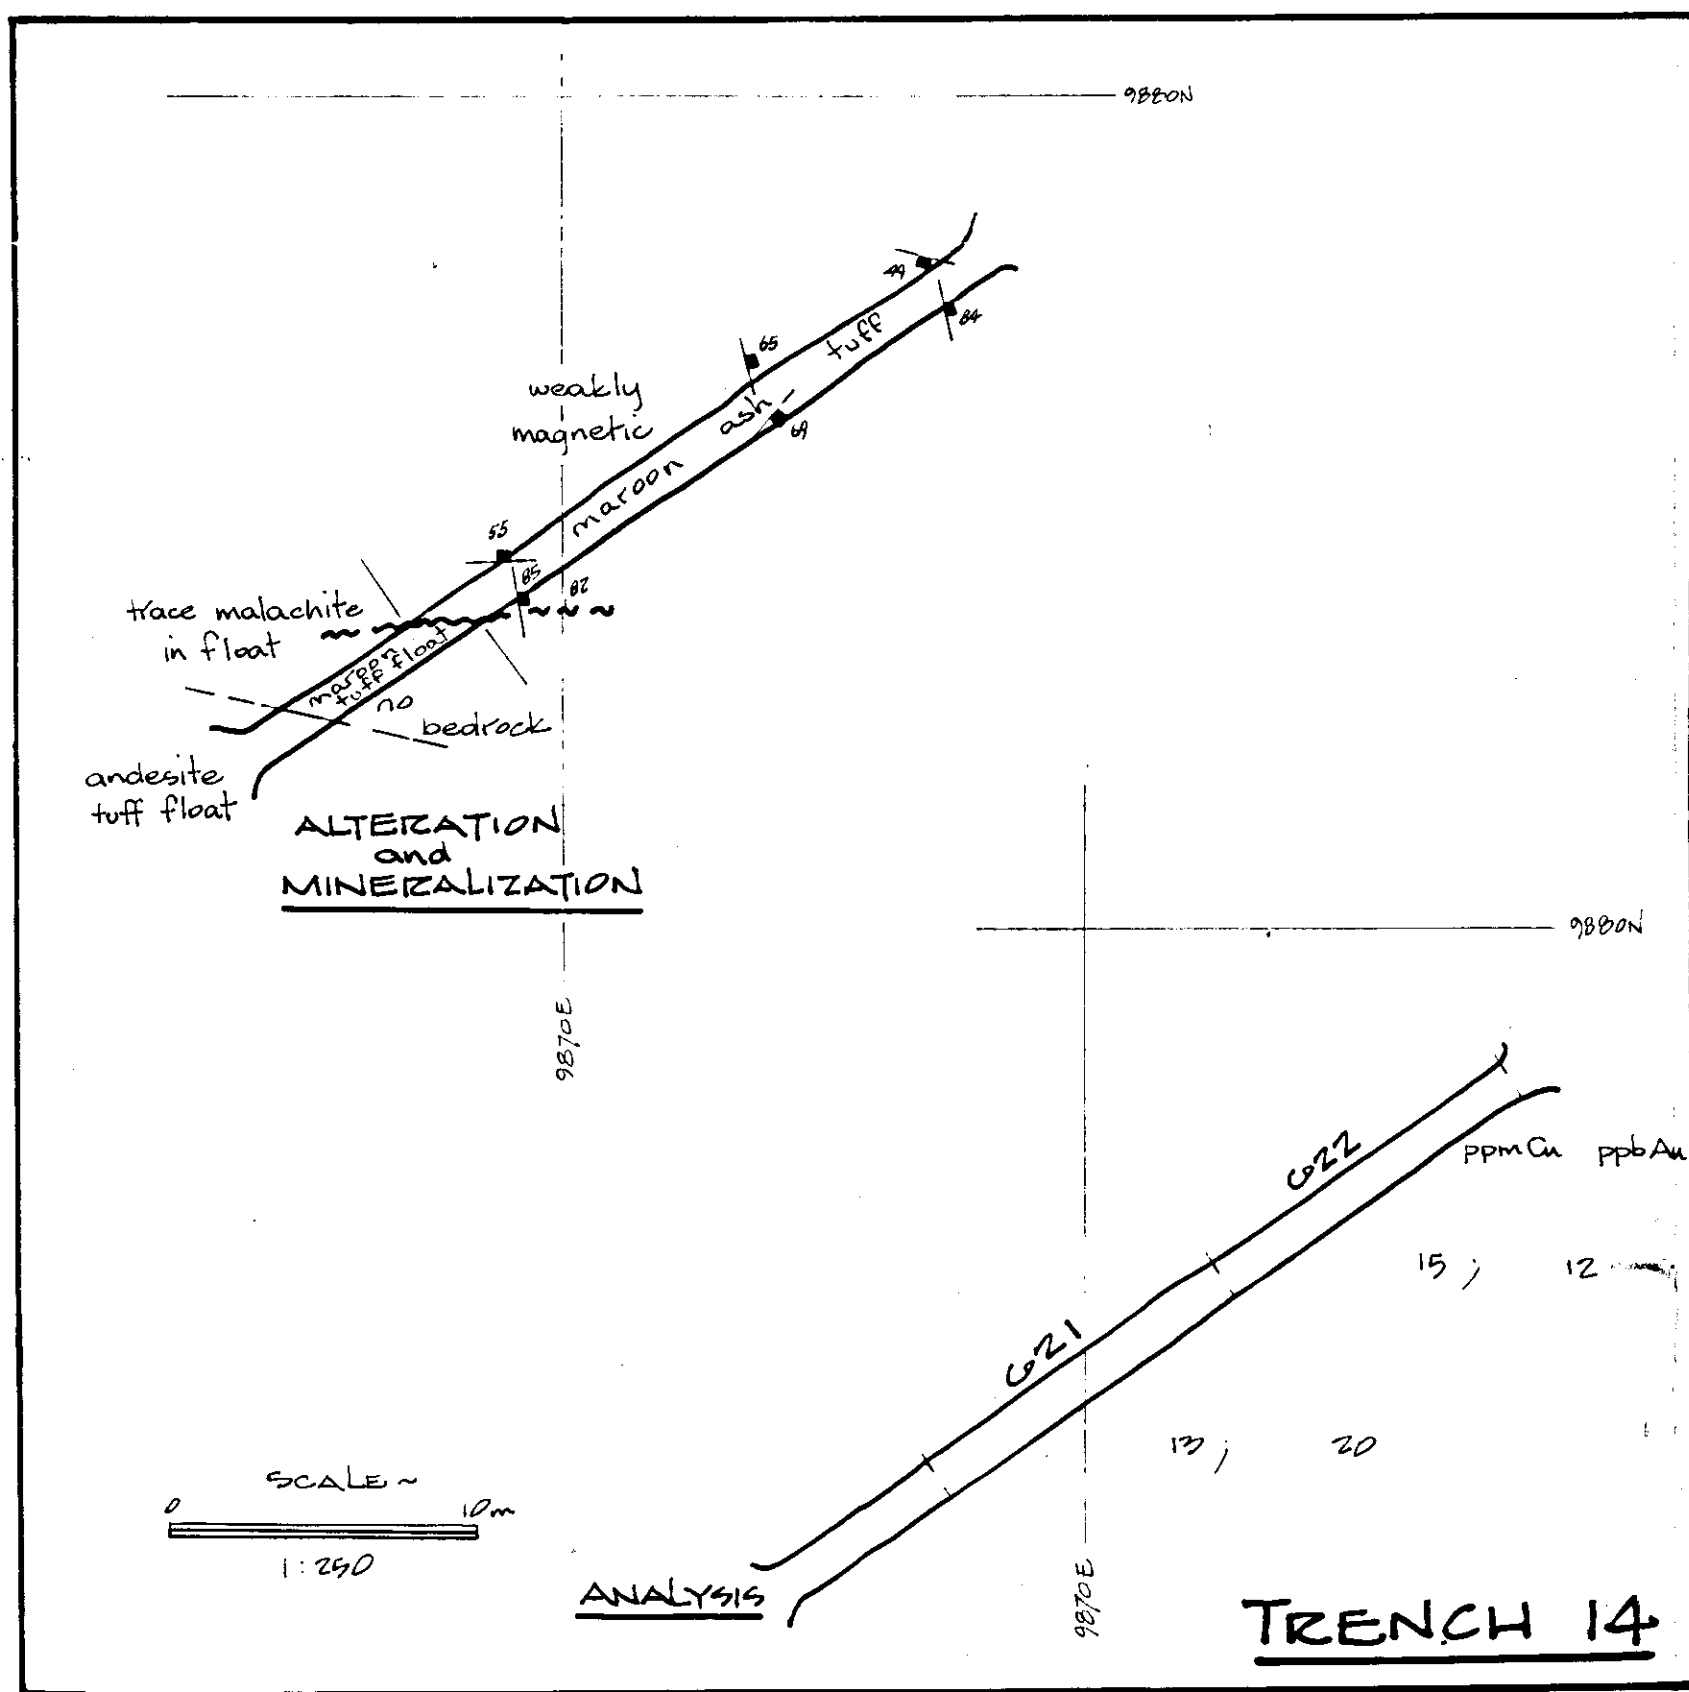 9880N
44
84
65
tuff
weakly
magnetic
ash -
69
maroon
55
85
82
trace malachite
in float
maroon
tuff float
no
bedrock
andesite
tuff float
ALTERATION
and
MINERALIZATION
9880N
9870E
G22
ppm Cu ppb Au
15 ; 12
G21
13 ; 20
SCALE ~
0 10m
1:250
ANALYSIS
9870E
TRENCH 14